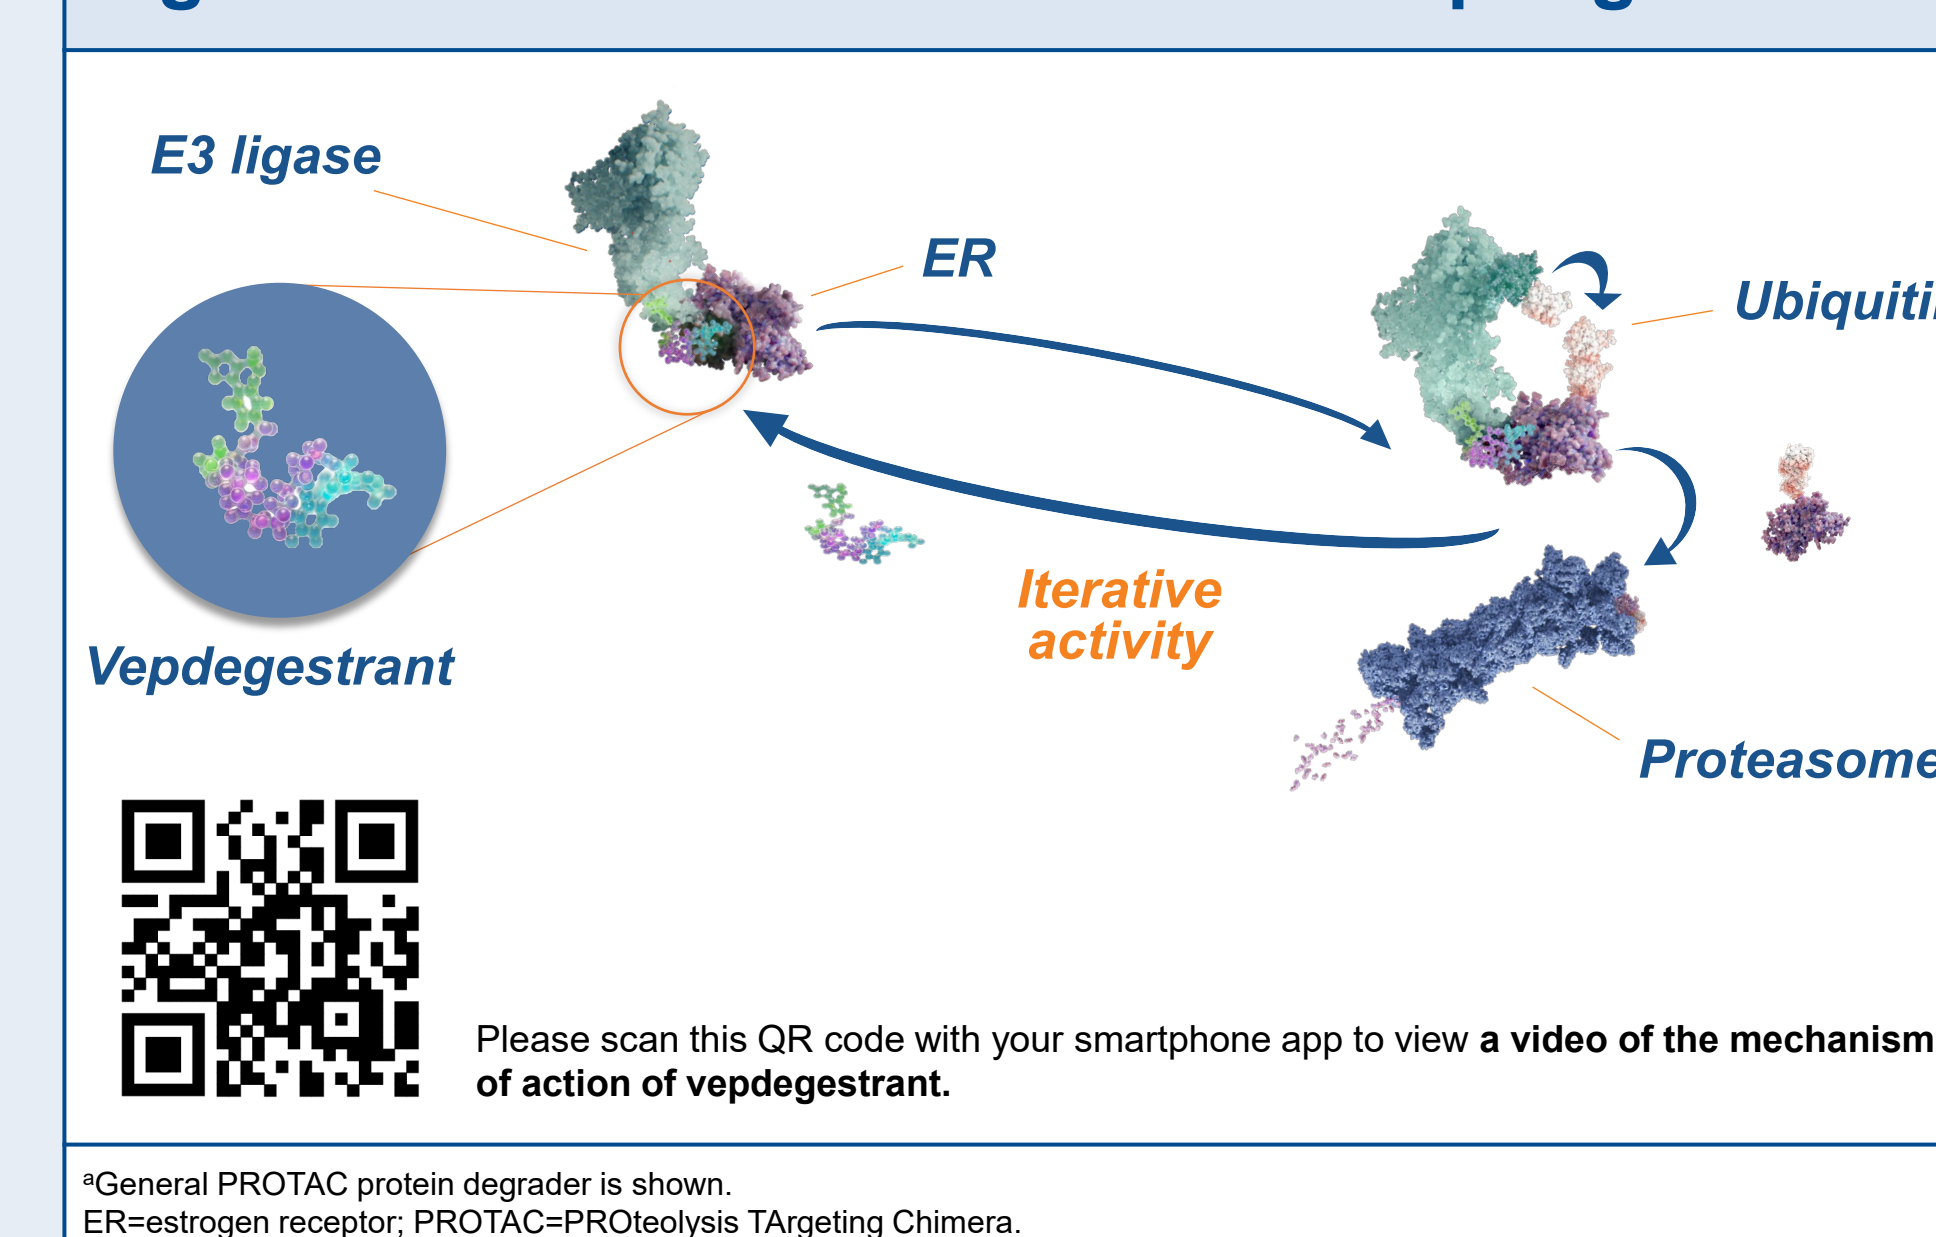 E3 ligase
ER
Ubiquitin
Vepdegestrant
Iterative
activity
Proteasome
Please scan this QR code with your smartphone app to view a video of the mechanism
of action of vepdegestrant.
ᵃGeneral PROTAC protein degrader is shown.
ER=estrogen receptor; PROTAC=PROteolysis TArgeting Chimera.